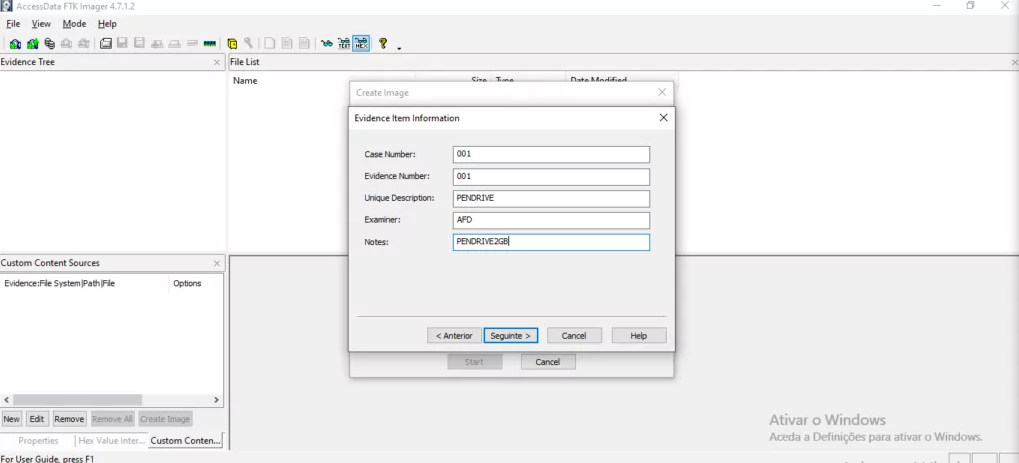 AccessData FTK Imager 4.7.1.2
File View Mode Help
TEXT HEX
Evidence Tree
File List
Name Size Type Date Modified
Create Image
Evidence Item Information
Case Number: 001
Evidence Number: 001
Unique Description: PENDRIVE
Examiner: AFD
Notes: PENDRIVE2GB
< Anterior Seguinte > Cancel Help
Start Cancel
Custom Content Sources
Evidence:File System|Path|File Options
New Edit Remove Remove All Create Image
Properties Hex Value Inter... Custom Conten...
For User Guide, press F1
Ativar o Windows
Aceda a Definições para ativar o Windows.